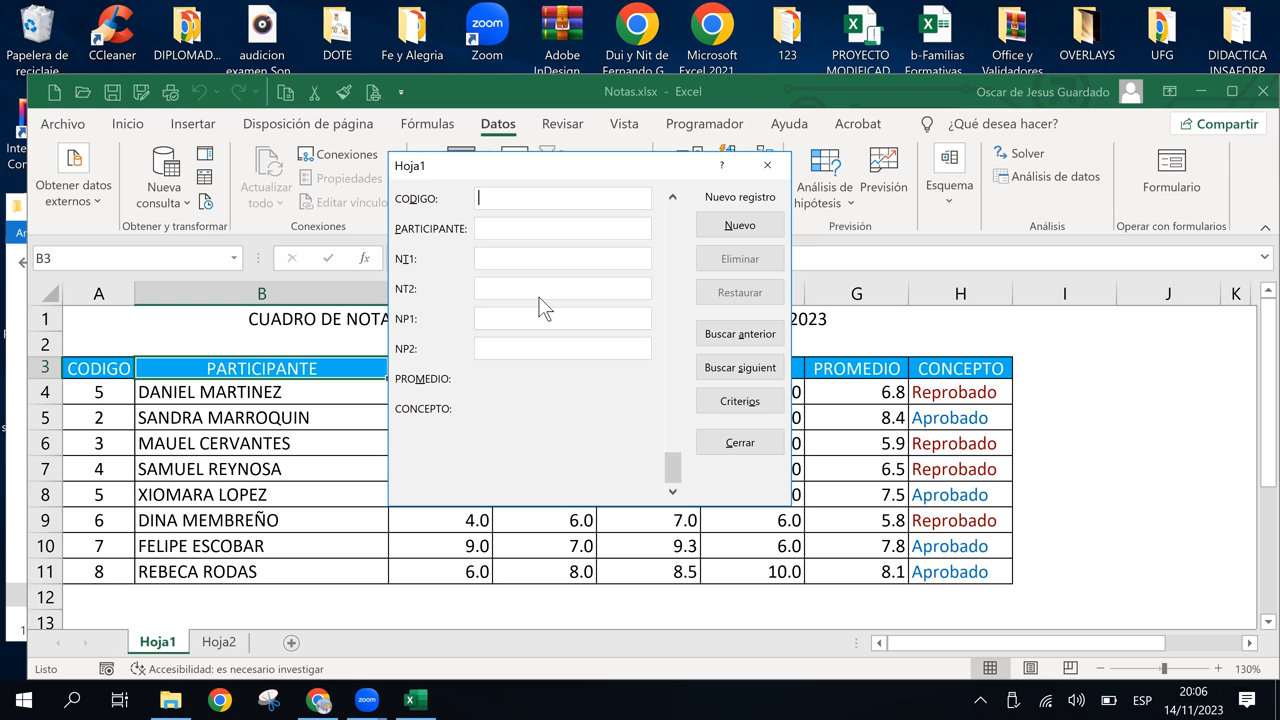 Papelera de reciclaje
CCleaner
DIPLOMAD...
audicion examen Son
DOTE
Fe y Alegria
Zoom
Adobe InDesign
Dui y Nit de Fernando G
Microsoft Excel 2021
123
PROYECTO MODIFICAD
b-Familias Formativas
Office y Validadores
OVERLAYS
UFG
DIDACTICA INSAFORP
Notas.xlsx - Excel
Oscar de Jesus Guardado
Archivo Inicio Insertar Disposición de página Fórmulas Datos Revisar Vista Programador Ayuda Acrobat ¿Qué desea hacer? Compartir
Obtener datos externos
Nueva consulta
Obtener y transformar
Actualizar todo
Conexiones
Propiedades
Editar vínculo
Conexiones
Análisis de hipótesis
Previsión
Previsión
Esquema
Solver
Análisis de datos
Análisis
Formulario
Operar con formularios
Hoja1 ?
CODIGO:
PARTICIPANTE:
NT1:
NT2:
NP1:
NP2:
PROMEDIO:
CONCEPTO:
Nuevo registro
Nuevo
Eliminar
Restaurar
Buscar anterior
Buscar siguient
Criterios
Cerrar
B3 fx
A B G H I J K
1 CUADRO DE NOTA 2023
2
3 CODIGO PARTICIPANTE PROMEDIO CONCEPTO
4 5 DANIEL MARTINEZ 0 6.8 Reprobado
5 2 SANDRA MARROQUIN 0 8.4 Aprobado
6 3 MAUEL CERVANTES 0 5.9 Reprobado
7 4 SAMUEL REYNOSA 0 6.5 Reprobado
8 5 XIOMARA LOPEZ 0 7.5 Aprobado
9 6 DINA MEMBREÑO 4.0 6.0 7.0 6.0 5.8 Reprobado
10 7 FELIPE ESCOBAR 9.0 7.0 9.3 6.0 7.8 Aprobado
11 8 REBECA RODAS 6.0 8.0 8.5 10.0 8.1 Aprobado
12
13
Hoja1 Hoja2
Listo Accesibilidad: es necesario investigar 130%
ESP
20:06
14/11/2023